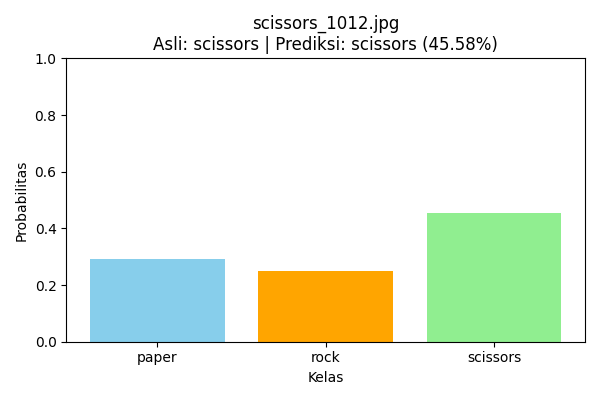 scissors_1012.jpg
Asli: scissors | Prediksi: scissors (45.58%)
1.0
0.8
0.6
0.4
0.2
0.0
Probabilitas
paper
rock
scissors
Kelas